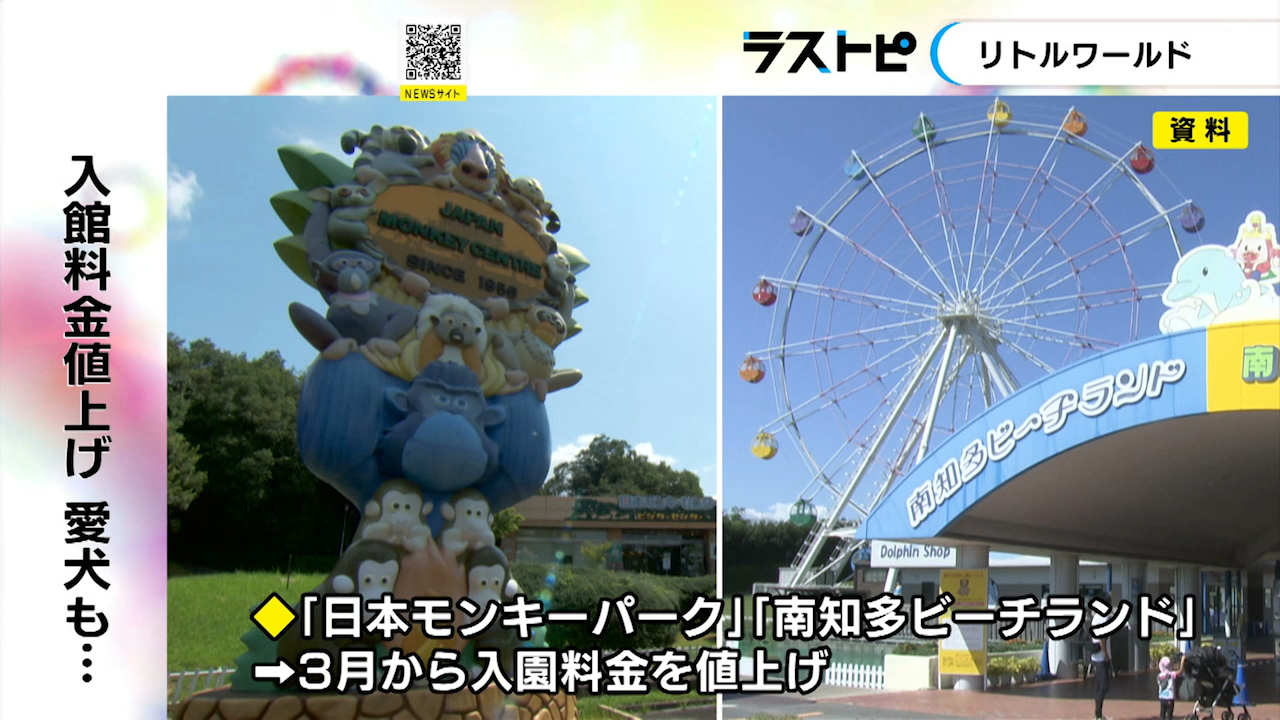 ラストピ
リトルワールド
NEWSサイト
資料
入館料金値上げ 愛犬も…
JAPAN
MONKEY CENTRE
SINCE 1956
南知多ビーチランド
南
Dolphin Shop
◆「日本モンキーパーク」「南知多ビーチランド」
→3月から入園料金を値上げ